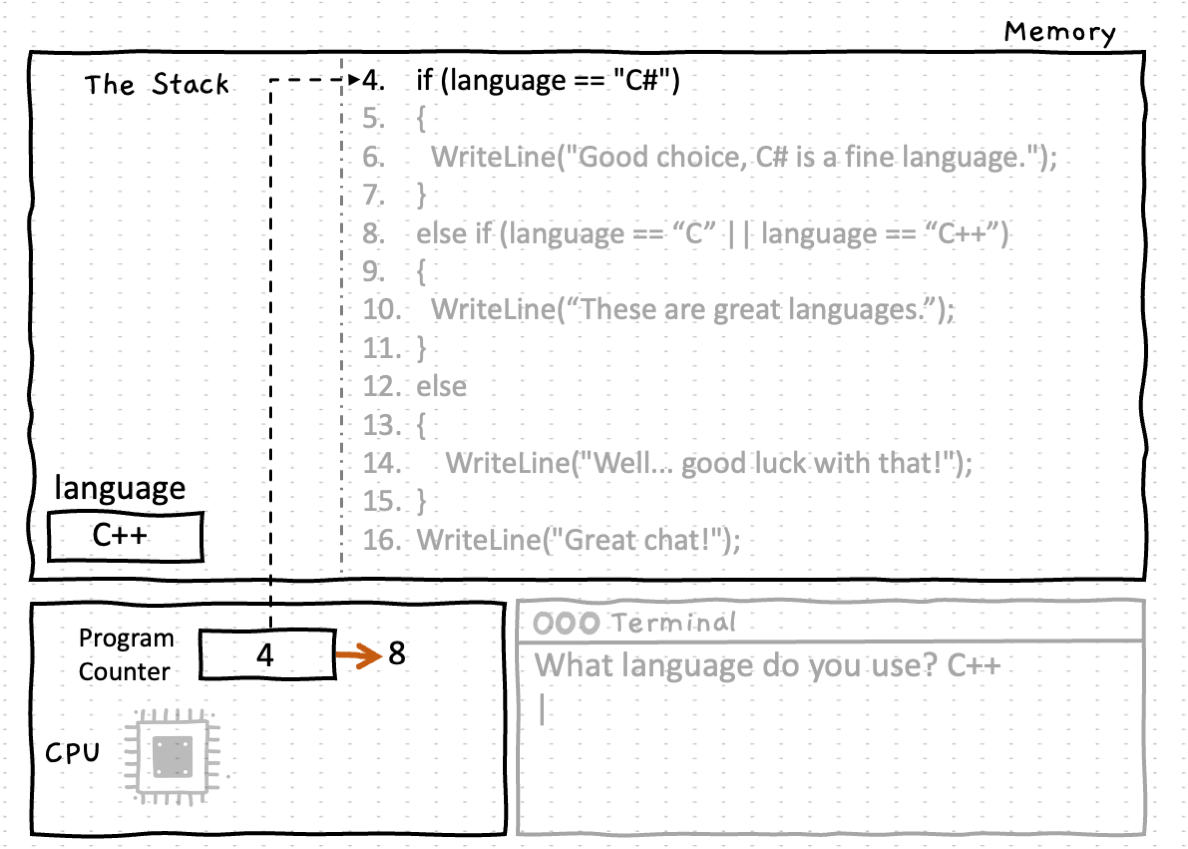 Memory
The Stack
4. if (language == "C#")
5. {
6. WriteLine("Good choice, C# is a fine language.");
7. }
8. else if (language == “C” || language == “C++”)
9. {
10. WriteLine(“These are great languages.”);
11. }
12. else
13. {
14. WriteLine("Well... good luck with that!");
15. }
16. WriteLine("Great chat!");
language
C++
Program
Counter
4
8
CPU
Terminal
What language do you use? C++
|